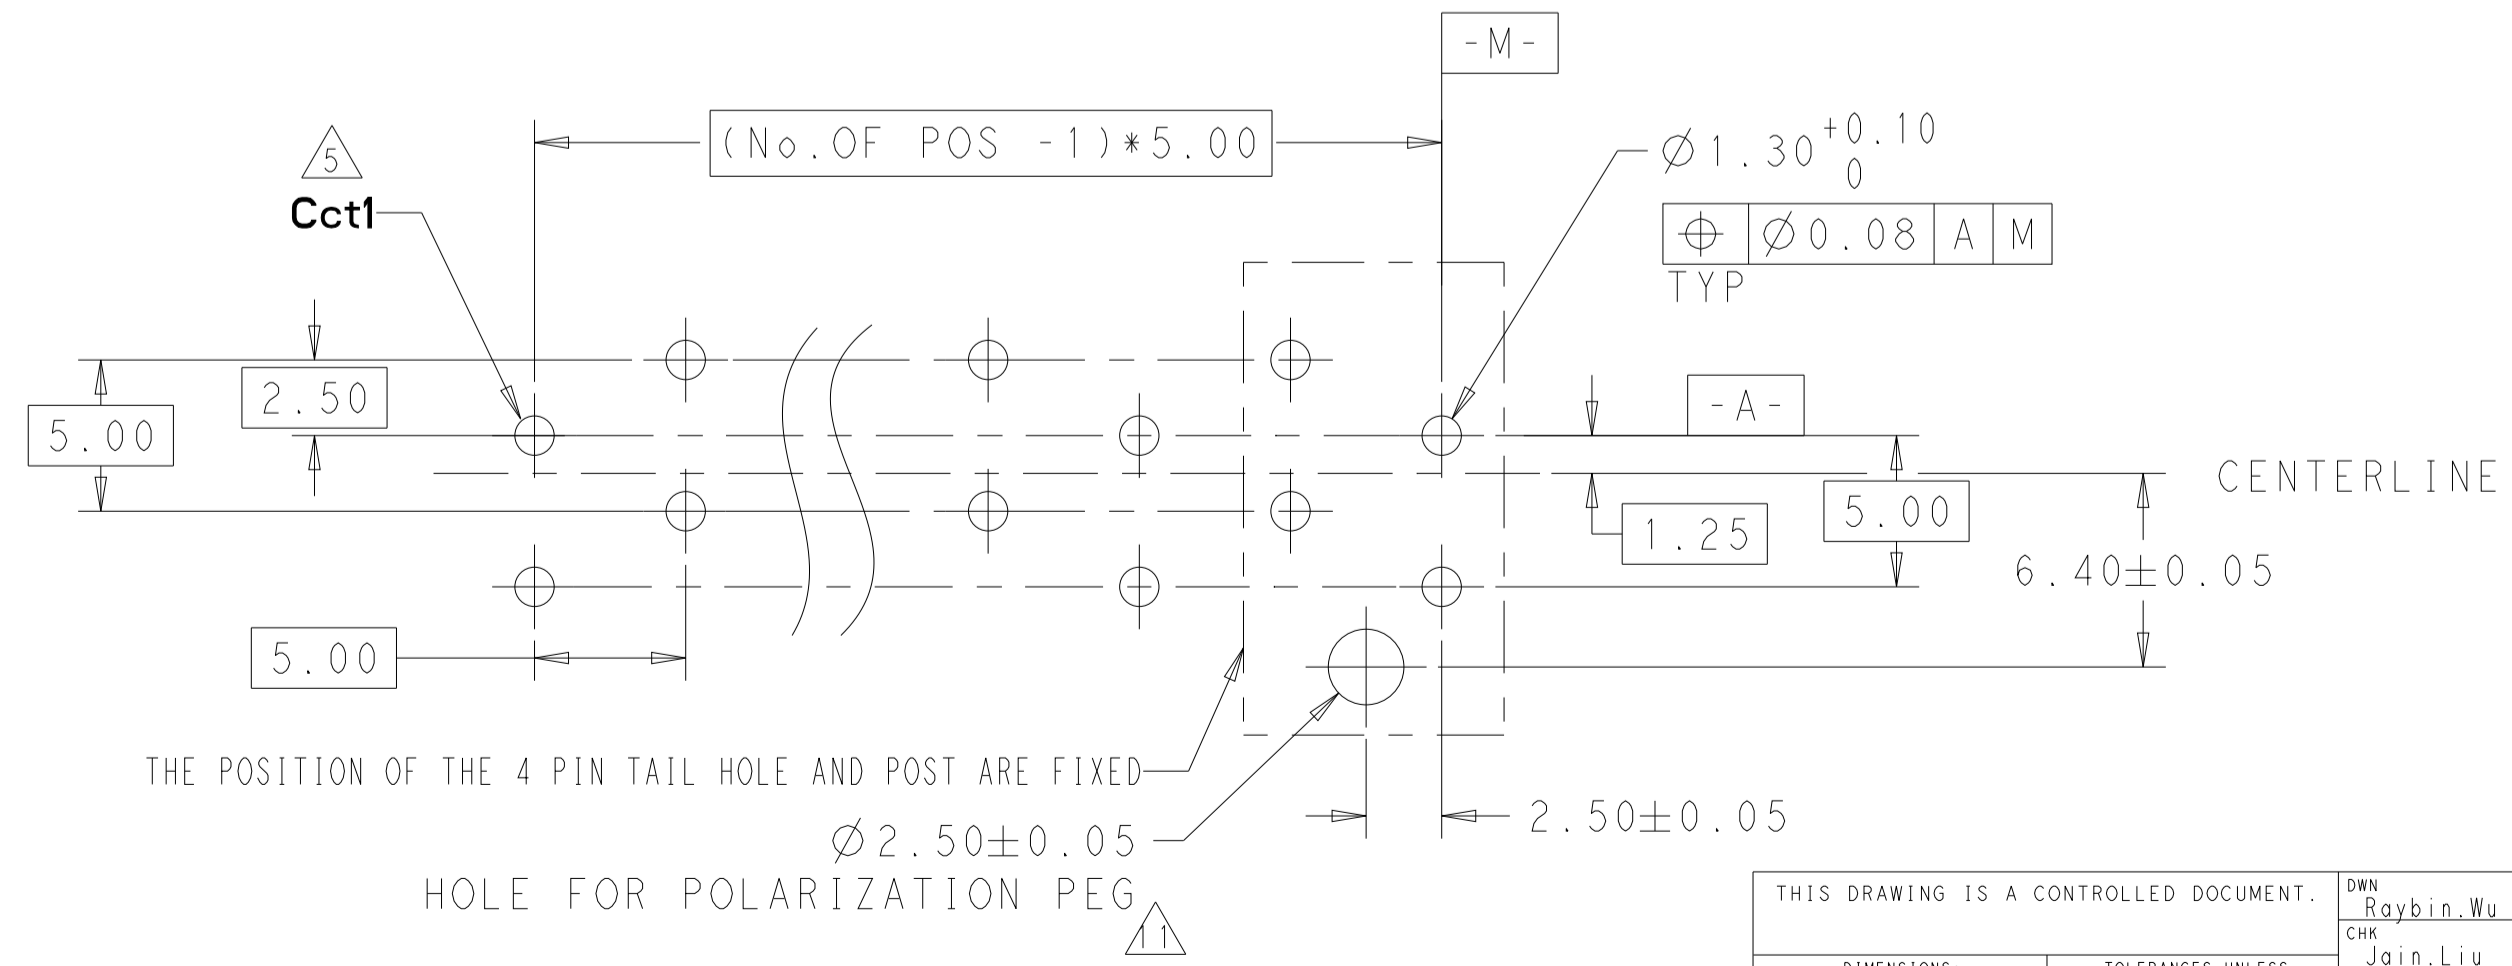 -M-
(No.OF POS -1)*5.00
5
Cct1
Ø1.30 +0.10
0
⌖ Ø0.08 A M
TYP
2.50
5.00
-A-
CENTERLINE
5.00
1.25
6.40±0.05
5.00
THE POSITION OF THE 4 PIN TAIL HOLE AND POST ARE FIXED
2.50±0.05
Ø2.50±0.05
HOLE FOR POLARIZATION PEG
11
THIS DRAWING IS A CONTROLLED DOCUMENT.
DWN
Raybin.Wu
CHK
Jain.Liu
DIMENSIONS
TOLERANCES UNLESS